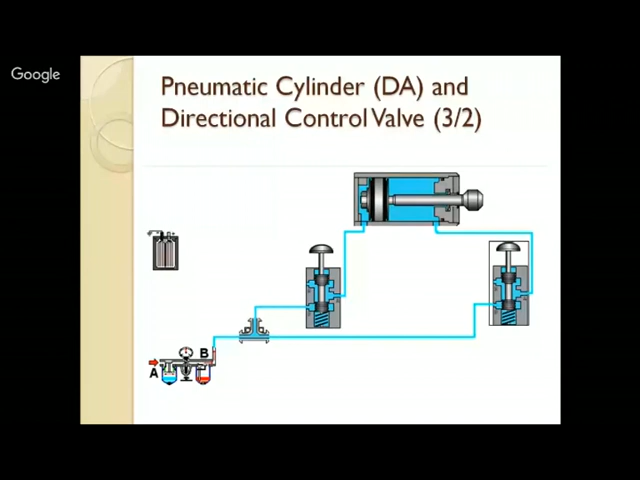 Google
Pneumatic Cylinder (DA) and
Directional Control Valve (3/2)
B
A